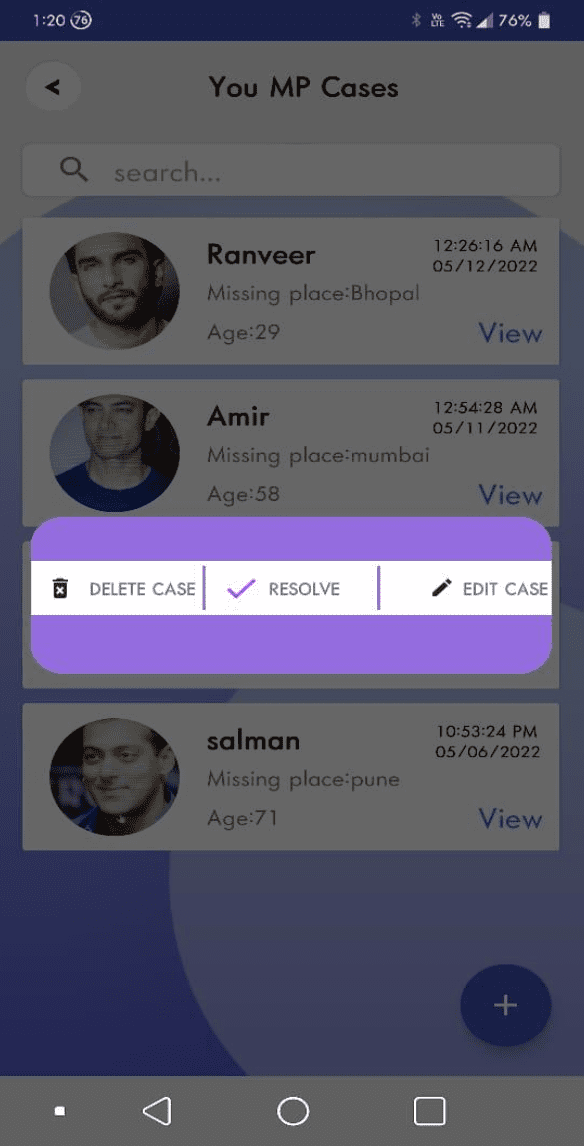 1:20 76 Vo LTE 76%
< You MP Cases
search...
Ranveer 12:26:16 AM
05/12/2022
Missing place:Bhopal
Age:29 View
Amir 12:54:28 AM
05/11/2022
Missing place:mumbai
Age:58 View
DELETE CASE RESOLVE EDIT CASE
salman 10:53:24 PM
05/06/2022
Missing place:pune
Age:71 View
+